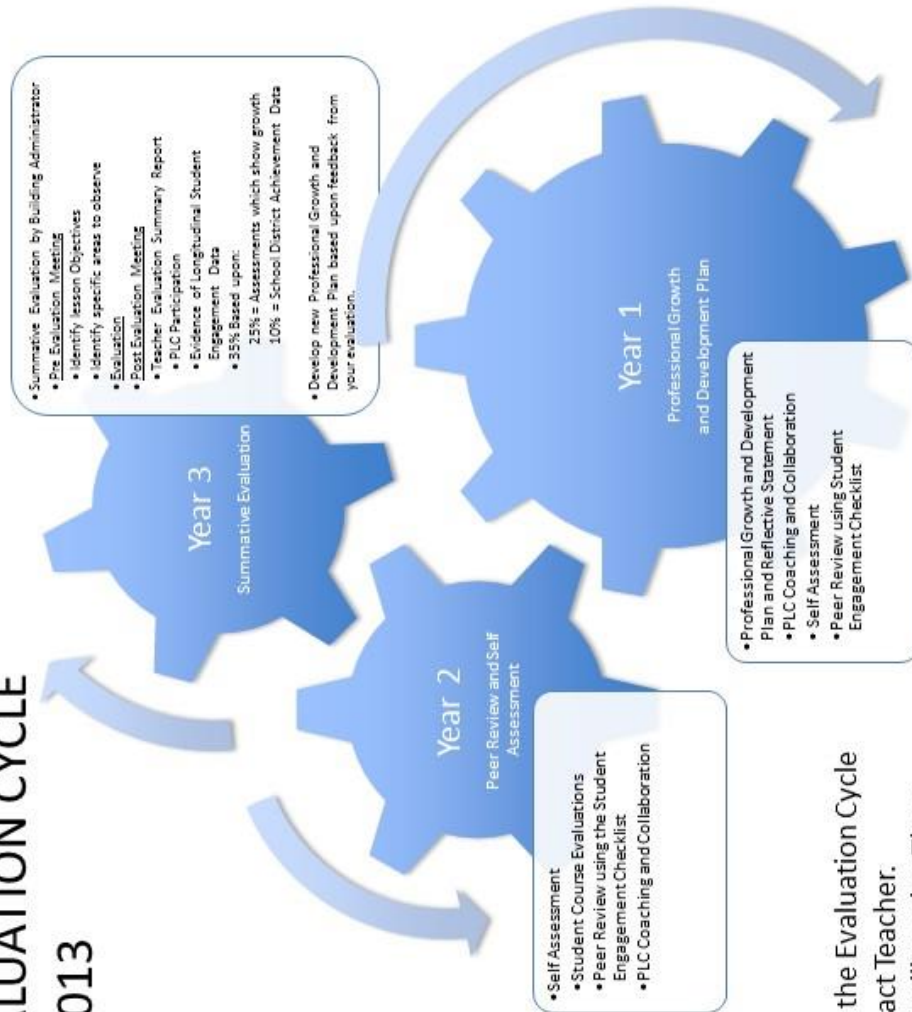 LUATION CYCLE
013
Year 3
Summative Evaluation
• Summative Evaluation by Building Administrator
• Pre Evaluation Meeting
• Identify lesson Objectives
• Identify specific areas to observe
• Evaluation
• Post Evaluation Meeting
• Teacher Evaluation Summary Report
• PLC Participation
• Evidence of Longitudinal Student
Engagement Data
• 35% Based upon:
25% = Assessments which show growth
10% = School District Achievement Data
• Develop new Professional Growth and
Development Plan based upon feedback from
your evaluation.
Year 2
Peer Review and Self
Assessment
• Self Assessment
• Student Course Evaluations
• Peer Review using the Student
Engagement Checklist
• PLC Coaching and Collaboration
Year 1
Professional Growth
and Development Plan
• Professional Growth and Development
Plan and Reflective Statement
• PLC Coaching and Collaboration
• Self Assessment
• Peer Review using Student
Engagement Checklist
the Evaluation Cycle
act Teacher.